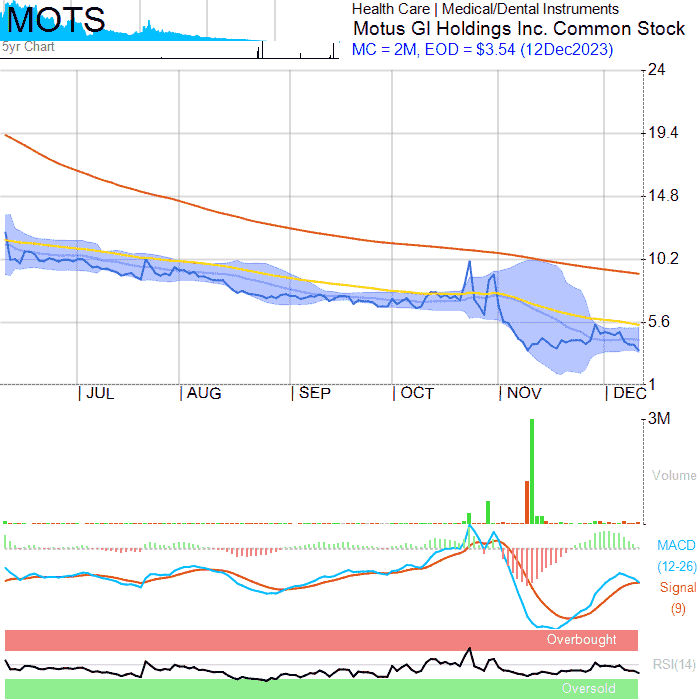 MOTS
Health Care | Medical/Dental Instruments
Motus GI Holdings Inc. Common Stock
MC = 2M, EOD = $3.54 (12Dec2023)
5yr Chart
24
19.4
14.8
10.2
5.6
1
| JUL | AUG | SEP | OCT | NOV | DEC
3M
Volume
MACD
(12-26)
Signal
(9)
Overbought
RSI(14)
Oversold